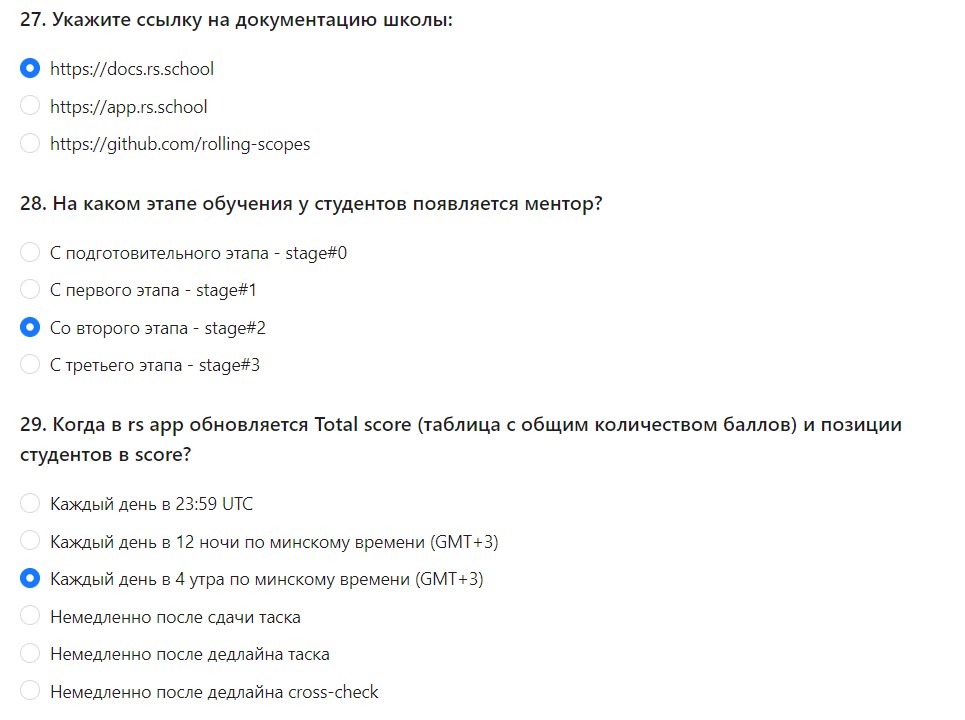 27. Укажите ссылку на документацию школы:
https://docs.rs.school
https://app.rs.school
https://github.com/rolling-scopes
28. На каком этапе обучения у студентов появляется ментор?
С подготовительного этапа - stage#0
С первого этапа - stage#1
Со второго этапа - stage#2
С третьего этапа - stage#3
29. Когда в rs app обновляется Total score (таблица с общим количеством баллов) и позиции
студентов в score?
Каждый день в 23:59 UTC
Каждый день в 12 ночи по минскому времени (GMT+3)
Каждый день в 4 утра по минскому времени (GMT+3)
Немедленно после сдачи таска
Немедленно после дедлайна таска
Немедленно после дедлайна cross-check